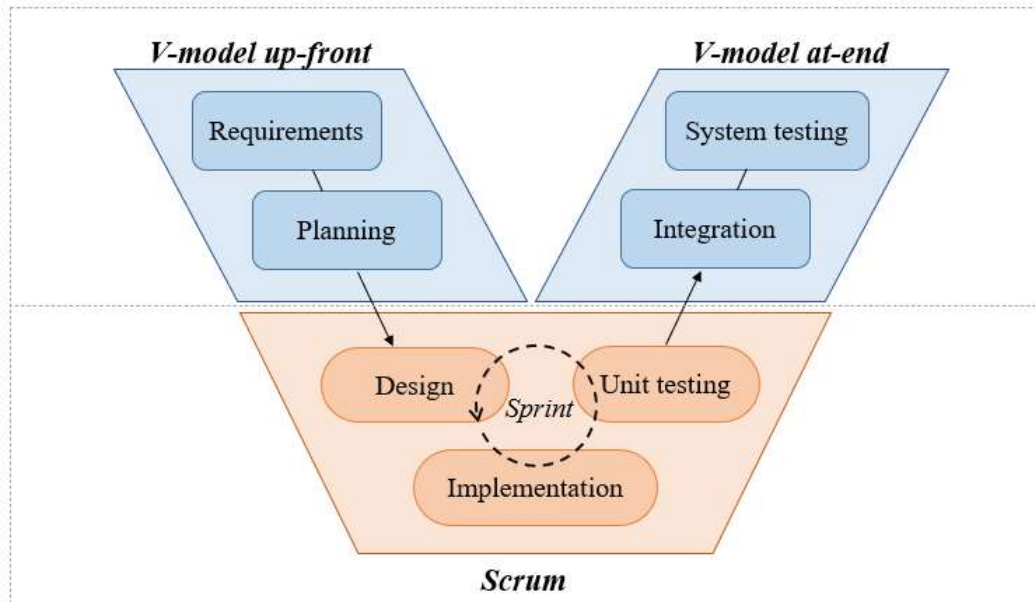 V-model up-front
V-model at-end
Requirements
System testing
Planning
Integration
Design
Sprint
Unit testing
Implementation
Scrum